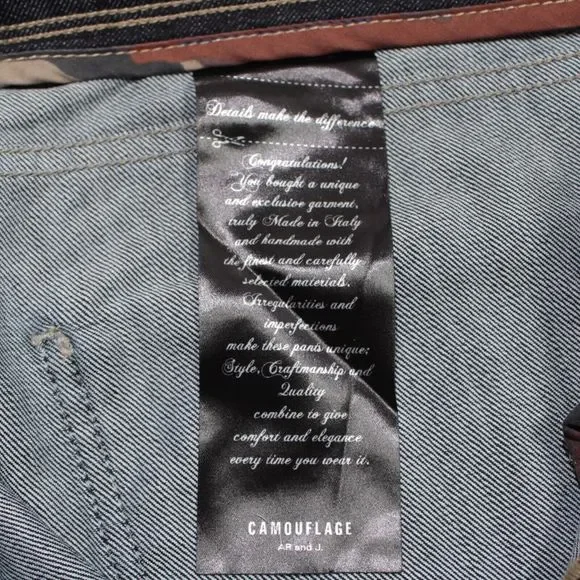 Details make the difference
Congratulations!
You bought a unique
and exclusive garment,
truly Made in Italy
and handmade with
the finest and carefully
selected materials.
Irregularities and
imperfections
make these pants unique;
Style, Craftmanship and
Quality
combine to give
comfort and elegance
every time you wear it.
CAMOUFLAGE
AR and J.